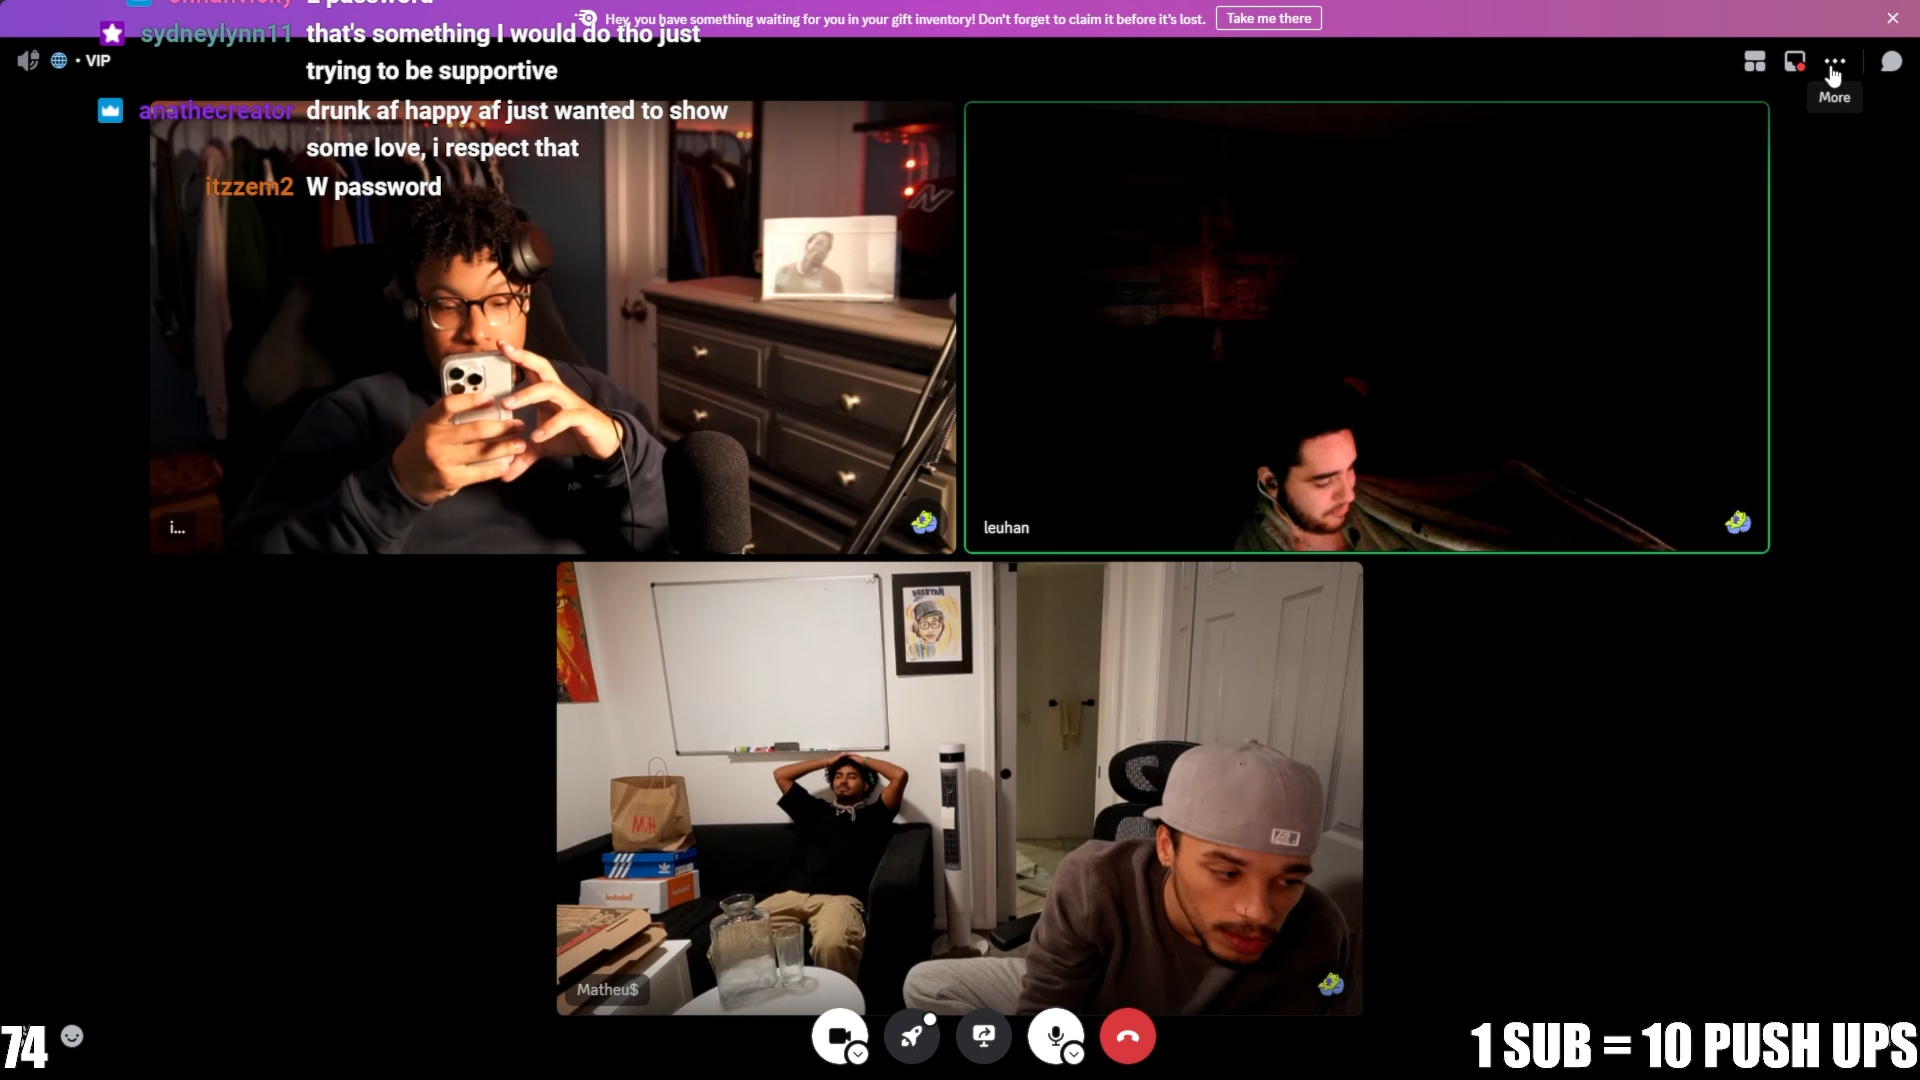 Hey, you have something waiting for you in your gift inventory! Don't forget to claim it before it's lost.
Take me there
sydneylynn11 that's something I would do tho just
trying to be supportive
• VIP
More
anathecreator drunk af happy af just wanted to show
some love, i respect that
itzzem2 W password
i...
leuhan
Matheu$
74
1 SUB = 10 PUSH UPS